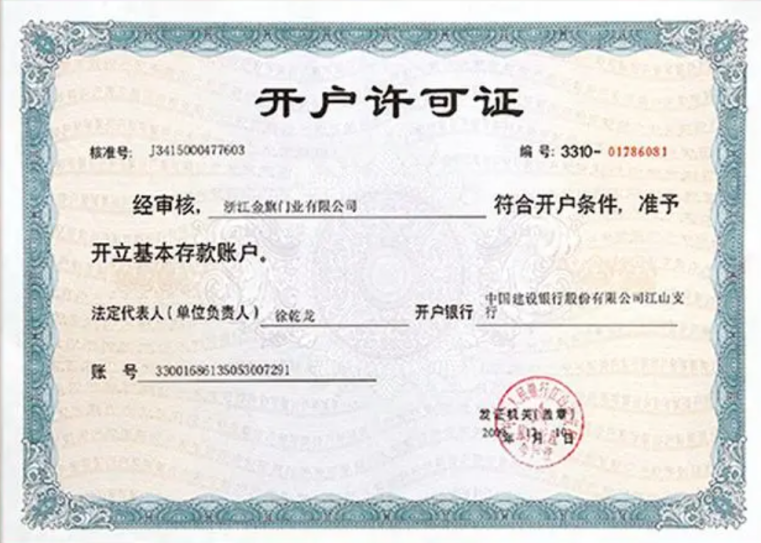 开户许可证
核准号: J3415000477603 编号: 3310- 01786081
经审核, 浙江金旗门业有限公司 符合开户条件, 准予
开立基本存款账户。
法定代表人(单位负责人) 徐乾龙 开户银行 中国建设银行股份有限公司江山支行
账 号 33001686135053007291
发证机关(盖章)
年 月 日